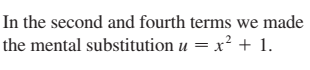 In the second and fourth terms we made
the mental substitution u = x² + 1.